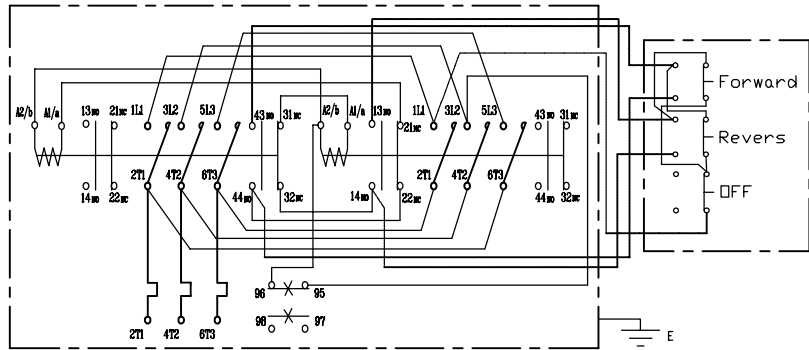 A2/b A1/a 13NO 21NC 1L1 3L2 5L3 43NO 31NC A2/b A1/a 13NO 21NC 1L1 3L2 5L3 43NO 31NC
14NO 22NC 2T1 4T2 6T3 44NO 32NC 14NO 22NC 2T1 4T2 6T3 44NO 32NC
96 95
98 97
2T1 4T2 6T3
E
Forward
Revers
OFF